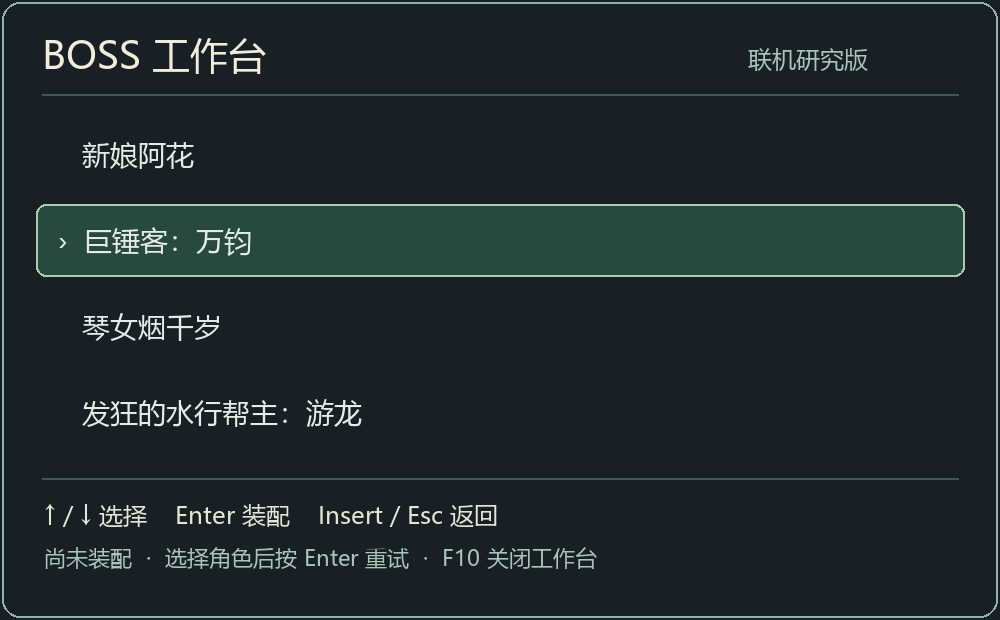 BOSS 工作台
联机研究版
新娘阿花
› 巨锤客：万钧
琴女烟千岁
发狂的水行帮主：游龙
↑/↓选择 Enter 装配 Insert / Esc 返回
尚未装配 · 选择角色后按 Enter 重试 · F10 关闭工作台